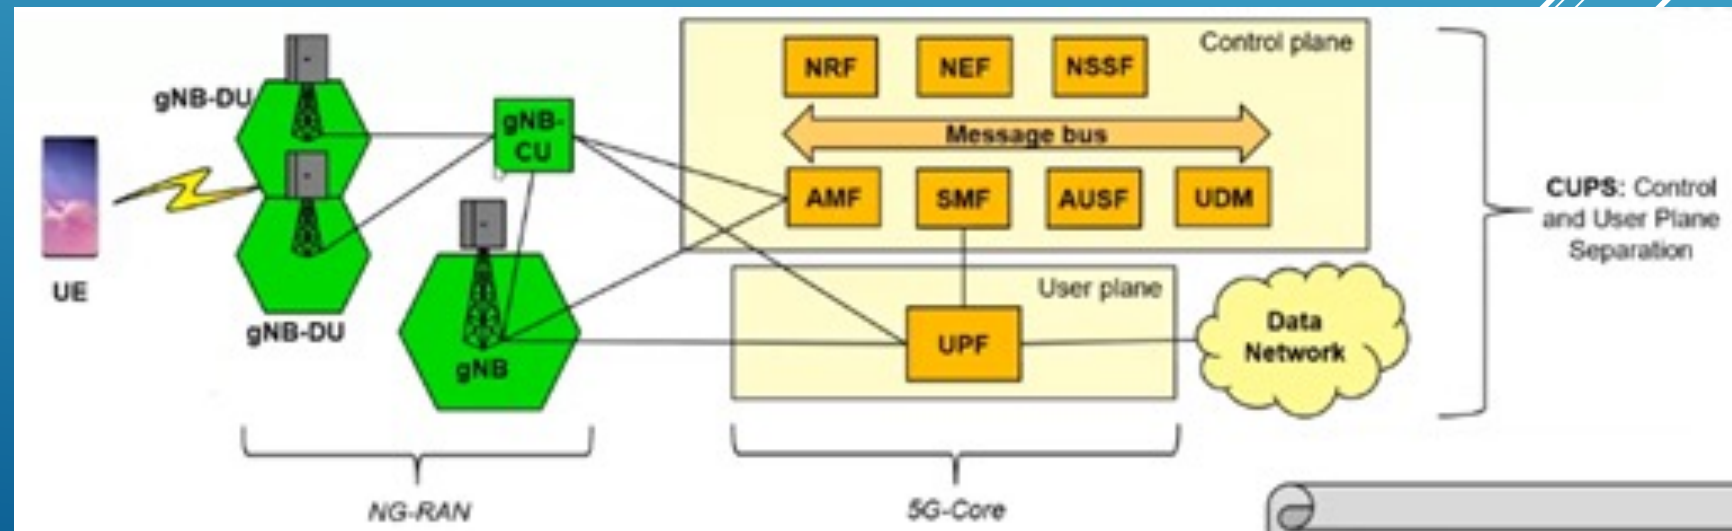 gNB-DU
UE
gNB-DU
gNB-
CU
gNB
NG-RAN
Control plane
NRF
NEF
NSSF
Message bus
AMF
SMF
AUSF
UDM
User plane
UPF
5G-Core
Data
Network
CUPS: Control
and User Plane
Separation